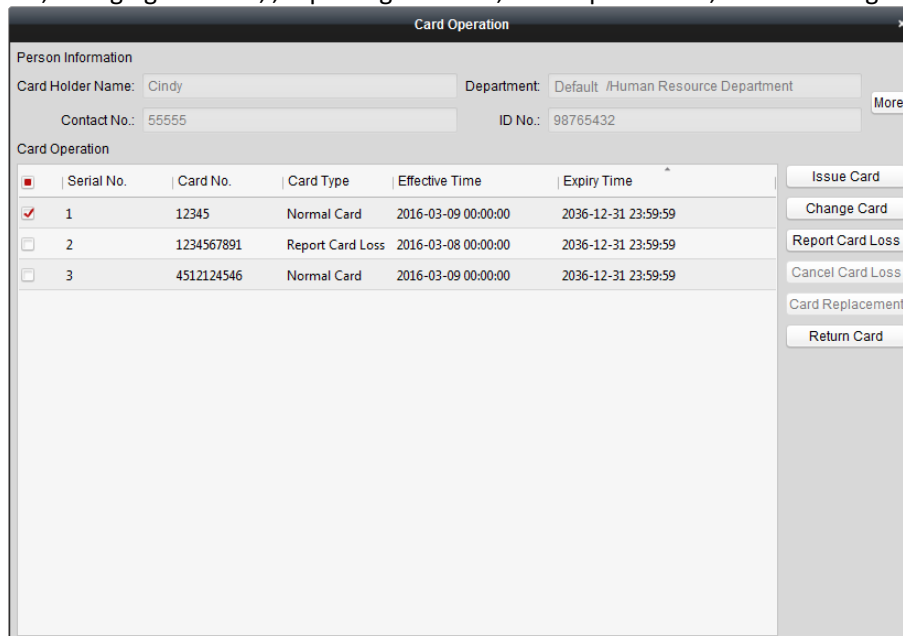 Card Operation
Person Information
Card Holder Name: Cindy Department: Default /Human Resource Department
More
Contact No.: 55555 ID No.: 98765432
Card Operation
Serial No. Card No. Card Type Effective Time Expiry Time Issue Card
1 12345 Normal Card 2016-03-09 00:00:00 2036-12-31 23:59:59 Change Card
2 1234567891 Report Card Loss 2016-03-08 00:00:00 2036-12-31 23:59:59 Report Card Loss
3 4512124546 Normal Card 2016-03-09 00:00:00 2036-12-31 23:59:59 Cancel Card Loss
Card Replacement
Return Card